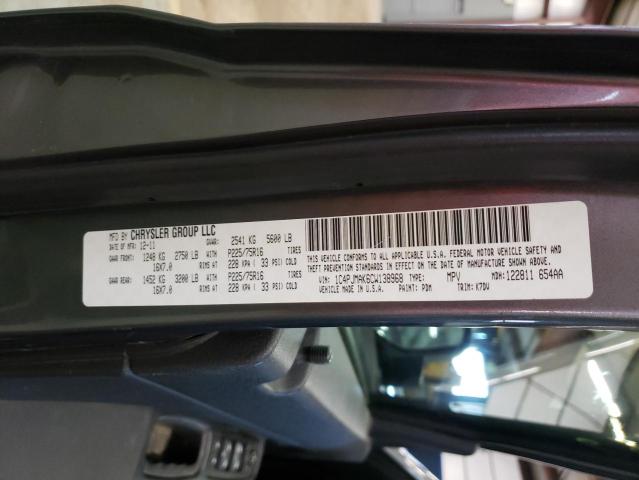 MFD BY CHRYSLER GROUP LLC
DATE OF MFR: 12-11 GVWR: 2541 KG 5600 LB
GAWR FRONT: 1248 KG 2750 LB WITH P225/75R16 TIRES
16X7.0 RIMS AT 228 KPA ( 33 PSI) COLD
GAWR REAR: 1452 KG 3200 LB WITH P225/75R16 TIRES
16X7.0 RIMS AT 228 KPA ( 33 PSI) COLD
THIS VEHICLE CONFORMS TO ALL APPLICABLE U.S.A. FEDERAL MOTOR VEHICLE SAFETY AND
THEFT PREVENTION STANDARDS IN EFFECT ON THE DATE OF MANUFACTURE SHOWN ABOVE.
VIN: 1C4PJMAK6CW138968 TYPE: MPV MDH: 122811 654AA
VEHICLE MADE IN U.S.A. PAINT: PDM TRIM: K7DV